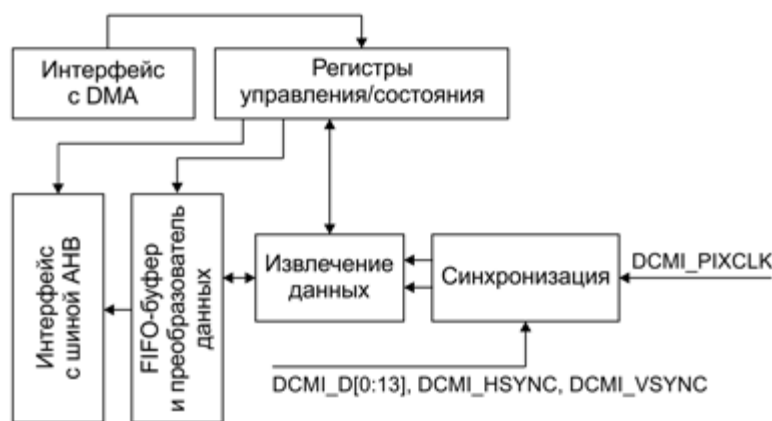 Интерфейс
с DMA
Регистры
управления/состояния
Интерфейс
с шиной АНВ
FIFO-буфер
и преобразователь
данных
Извлечение
данных
Синхронизация
DCMI_PIXCLK
DCMI_D[0:13], DCMI_HSYNC, DCMI_VSYNC